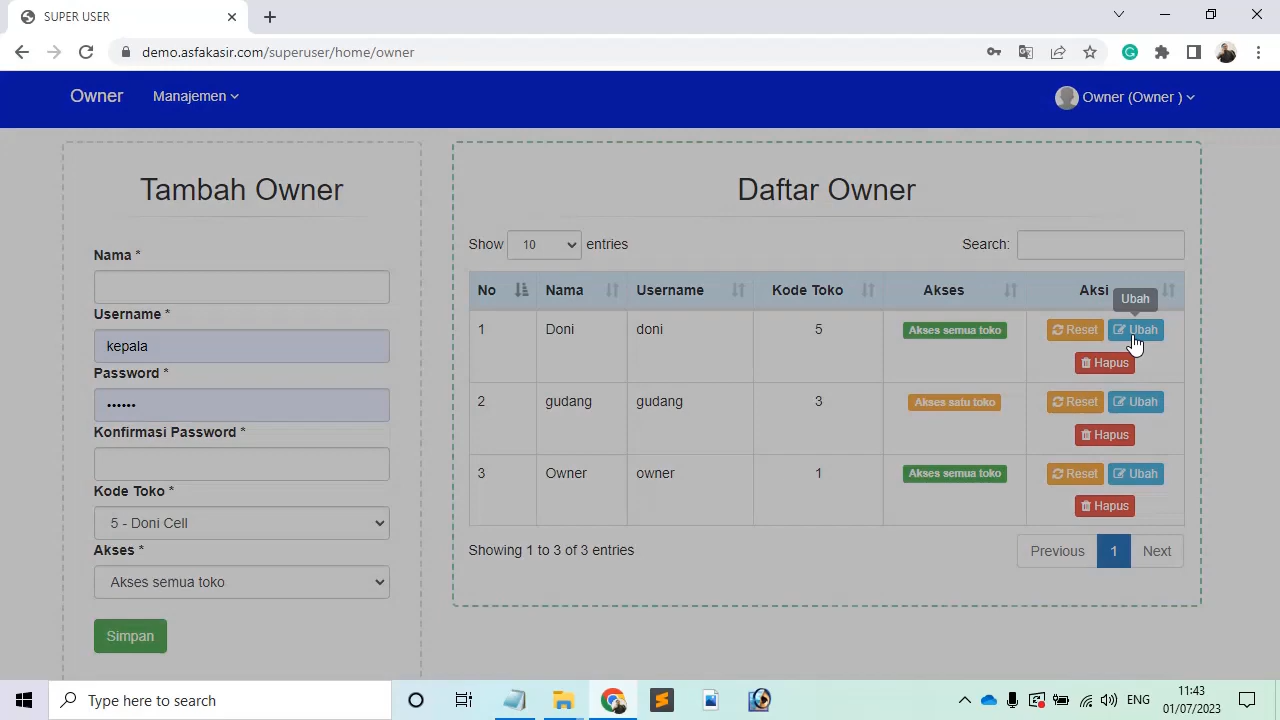 SUPER USER
demo.asfakasir.com/superuser/home/owner
Owner Manajemen Owner (Owner )
Tambah Owner
Nama *
Username *
kepala
Password *
••••••
Konfirmasi Password *
Kode Toko *
5 - Doni Cell
Akses *
Akses semua toko
Simpan
Daftar Owner
Show 10 entries Search:
No Nama Username Kode Toko Akses Aksi
Ubah
1 Doni doni 5 Akses semua toko Reset Ubah
Hapus
2 gudang gudang 3 Akses satu toko Reset Ubah
Hapus
3 Owner owner 1 Akses semua toko Reset Ubah
Hapus
Showing 1 to 3 of 3 entries Previous 1 Next
Type here to search
ENG
11:43
01/07/2023